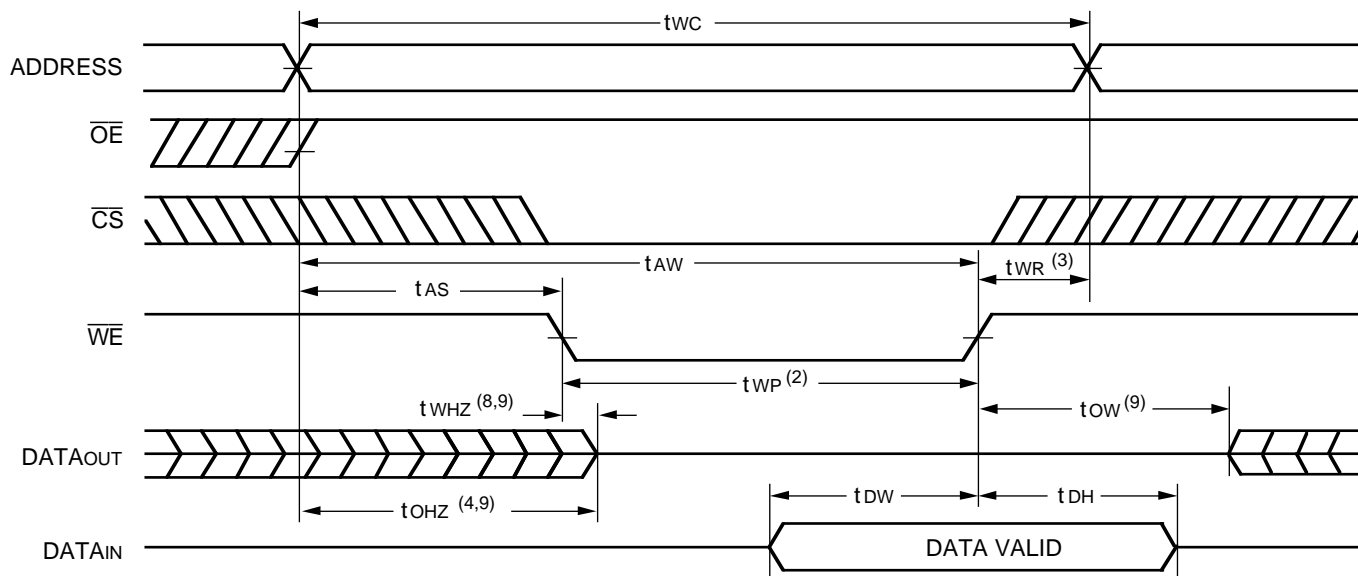 tWC
ADDRESS
OE
CS
tAW
tWR (3)
tAS
WE
tWP (2)
tWHZ (8,9)
tOW (9)
DATAOUT
tDW
tDH
tOHZ (4,9)
DATAIN
DATA VALID